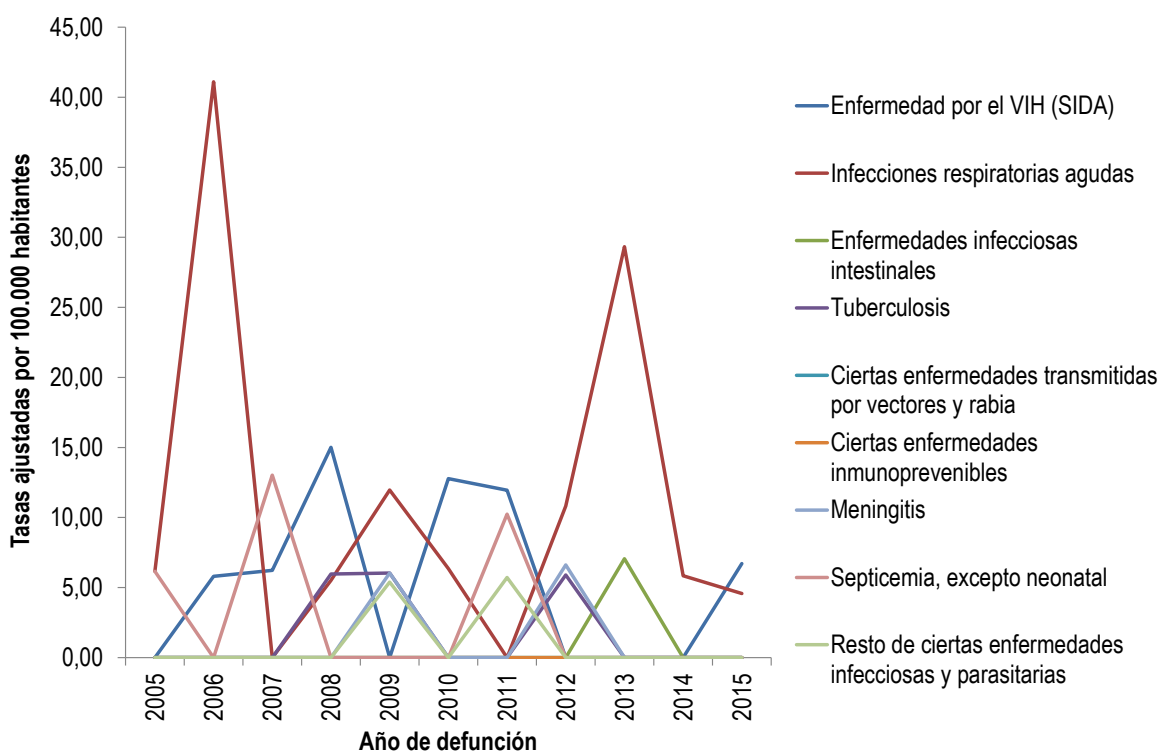 45,00
40,00
35,00
30,00
25,00
20,00
15,00
10,00
5,00
0,00
Tasas ajustadas por 100.000 habitantes
2005
2006
2007
2008
2009
2010
2011
2012
2013
2014
2015
Año de defunción
Enfermedad por el VIH (SIDA)
Infecciones respiratorias agudas
Enfermedades infecciosas
intestinales
Tuberculosis
Ciertas enfermedades transmitidas
por vectores y rabia
Ciertas enfermedades
inmunoprevenibles
Meningitis
Septicemia, excepto neonatal
Resto de ciertas enfermedades
infecciosas y parasitarias